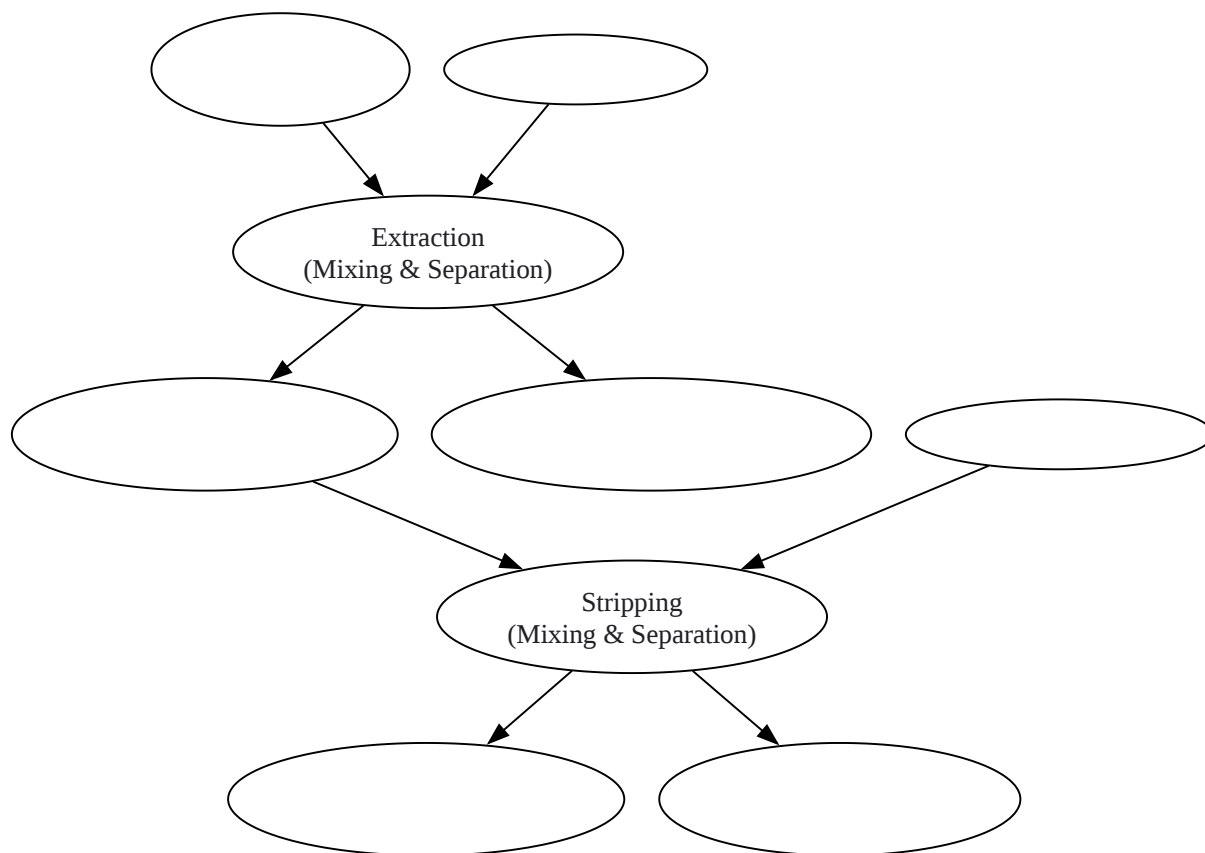 Extraction
(Mixing & Separation)
Stripping
(Mixing & Separation)